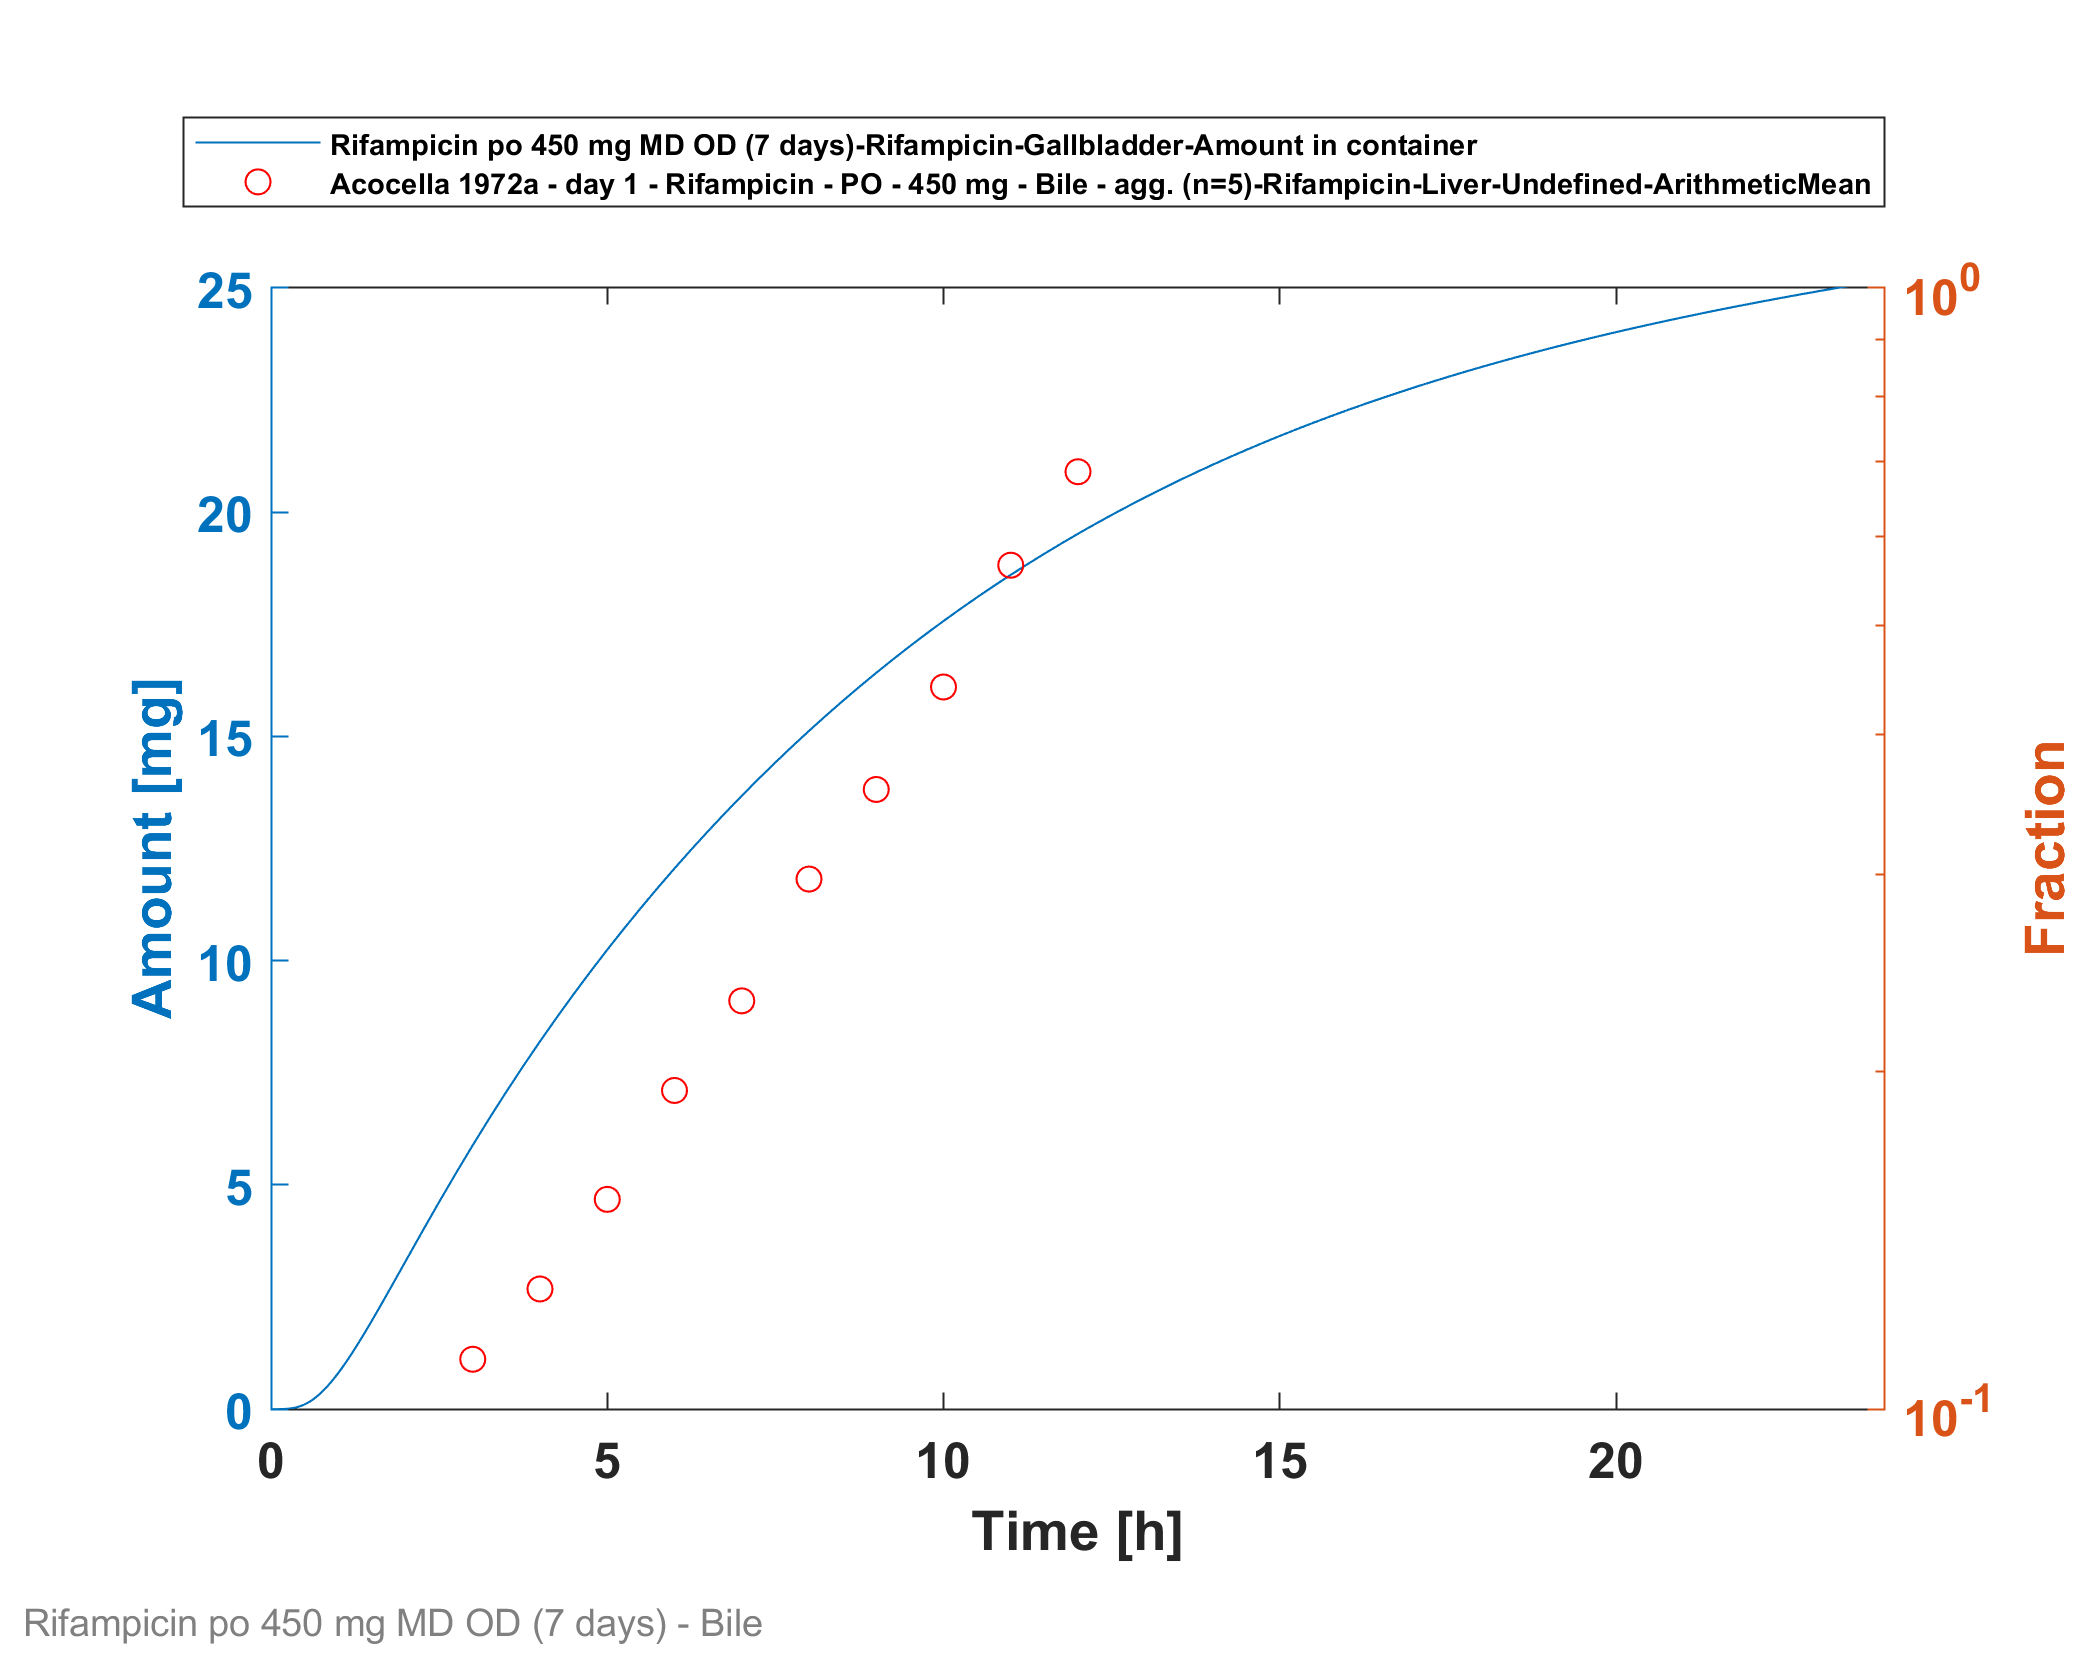 Rifampicin po 450 mg MD OD (7 days)-Rifampicin-Gallbladder-Amount in container
Acocella 1972a - day 1 - Rifampicin - PO - 450 mg - Bile - agg. (n=5)-Rifampicin-Liver-Undefined-ArithmeticMean
25
20
15
10
5
0
Amount [mg]
10^0
10^-1
Fraction
0 5 10 15 20
Time [h]
Rifampicin po 450 mg MD OD (7 days) - Bile